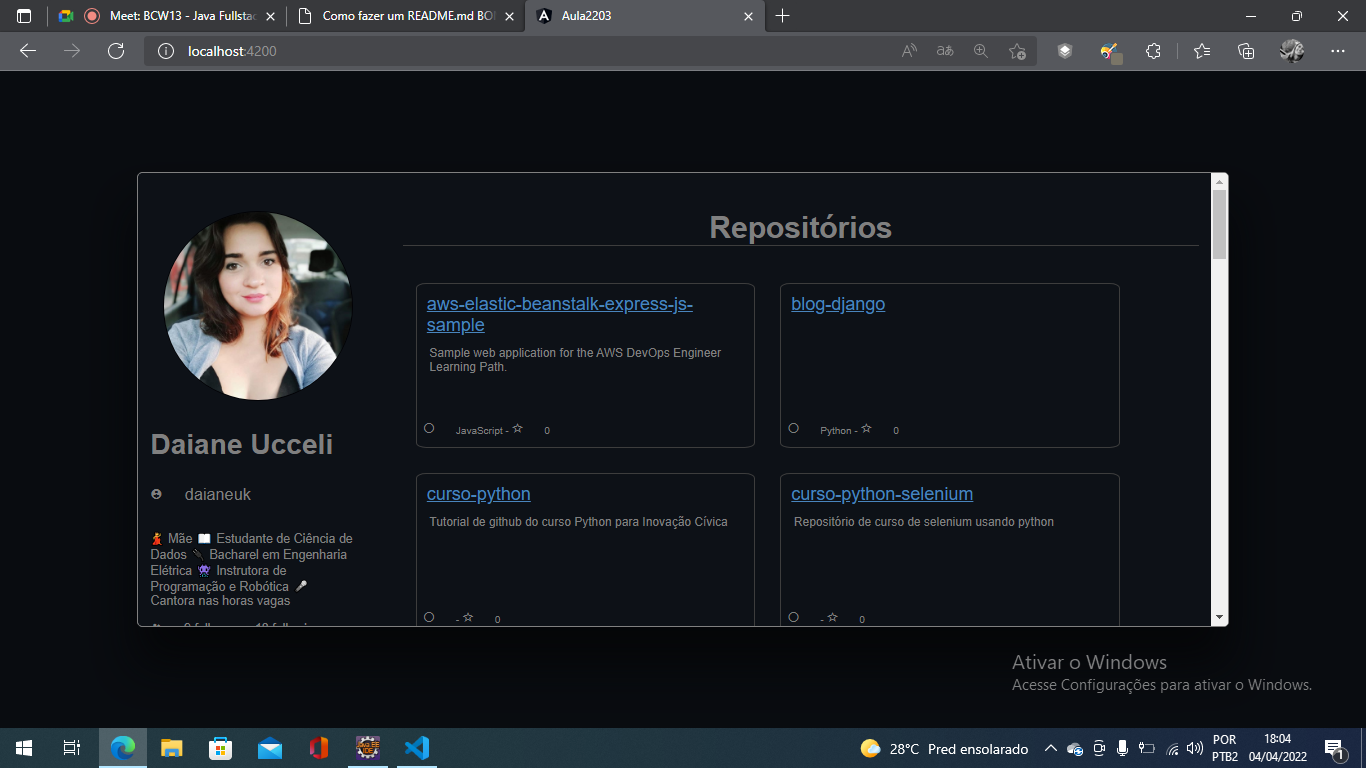 Meet: BCW13 - Java Fullsta
Como fazer um README.md BO
Aula2203
localhost:4200
Repositórios
aws-elastic-beanstalk-express-js-
sample
Sample web application for the AWS DevOps Engineer
Learning Path.
JavaScript - ☆ 0
blog-django
Python - ☆ 0
Daiane Ucceli
daianeuk
💃 Mãe 📖 Estudante de Ciência de
Dados 🔌 Bacharel em Engenharia
Elétrica 👾 Instrutora de
Programação e Robótica 🎤
Cantora nas horas vagas
curso-python
Tutorial de github do curso Python para Inovação Cívica
- ☆ 0
curso-python-selenium
Repositório de curso de selenium usando python
- ☆ 0
Ativar o Windows
Acesse Configurações para ativar o Windows.
28°C Pred ensolarado
POR
PTB2
18:04
04/04/2022
1